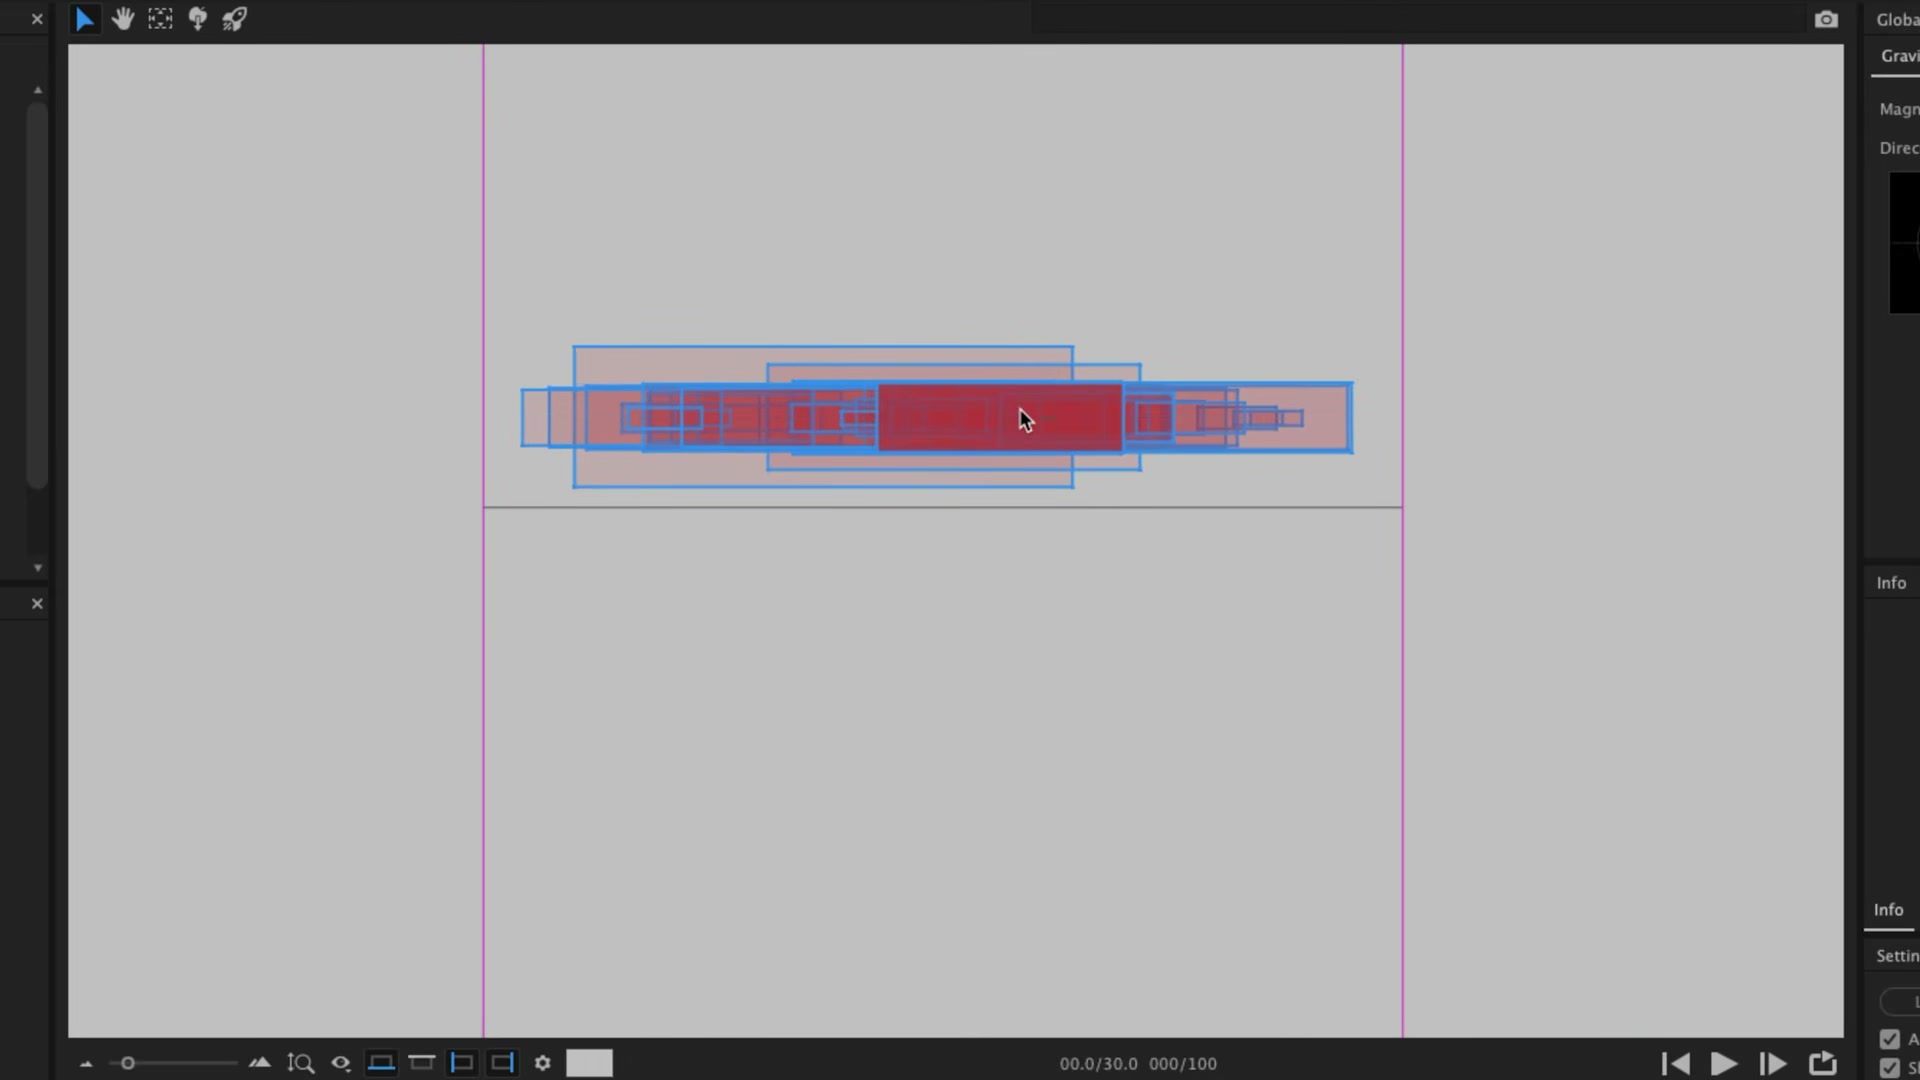 Globa
Gravi
Magn
Direc
Info
Info
Settin
L
A
S
00.0/30.0 000/100